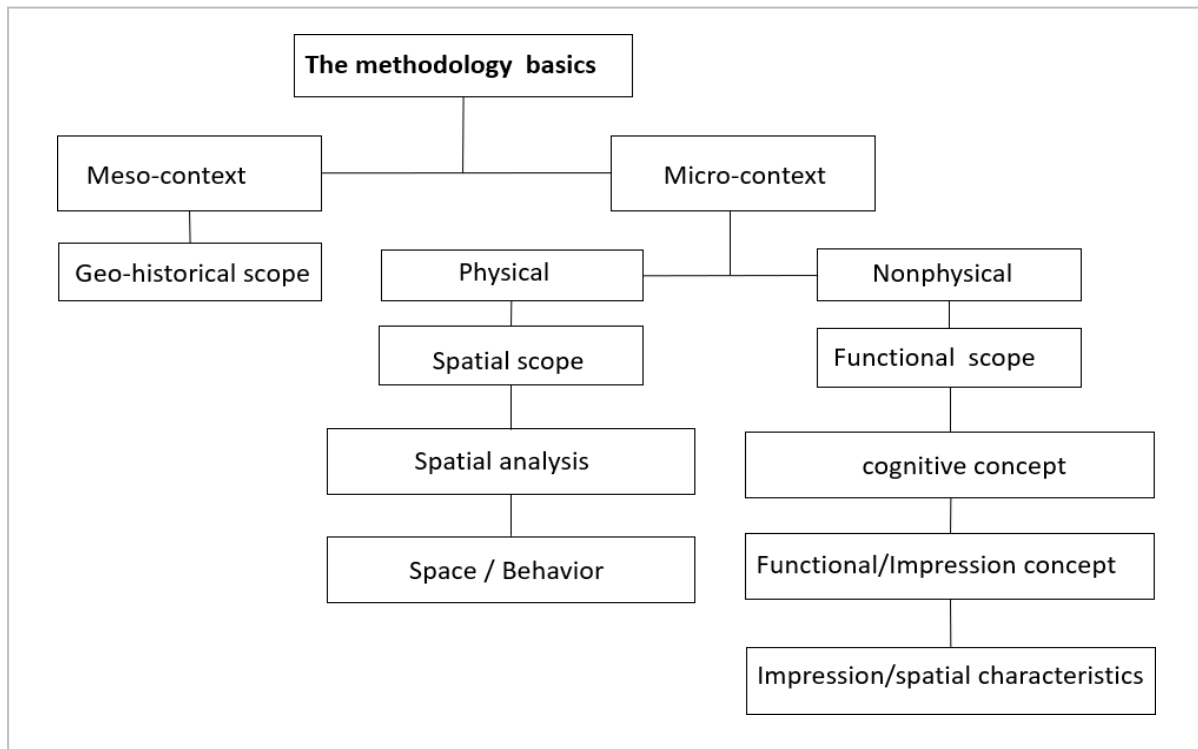 The methodology basics
Meso-context
Micro-context
Geo-historical scope
Physical
Nonphysical
Spatial scope
Functional scope
Spatial analysis
cognitive concept
Space / Behavior
Functional/Impression concept
Impression/spatial characteristics